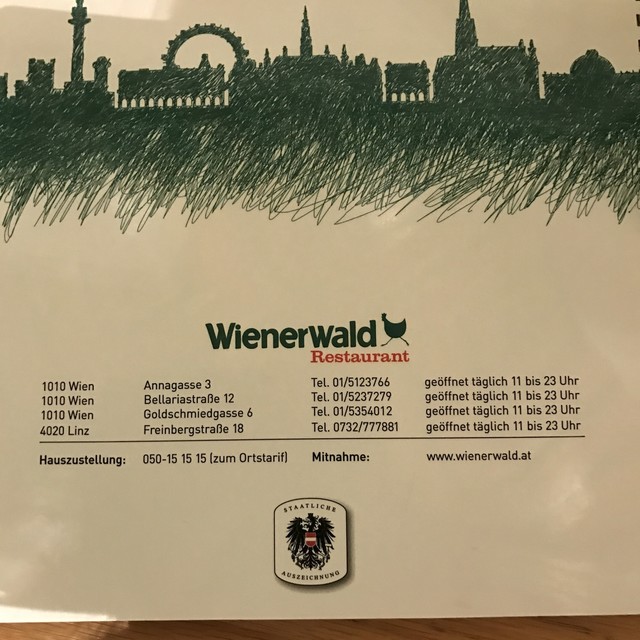 Wienerwald
Restaurant
1010 Wien Annagasse 3 Tel. 01/5123766 geöffnet täglich 11 bis 23 Uhr
1010 Wien Bellariastraße 12 Tel. 01/5237279 geöffnet täglich 11 bis 23 Uhr
1010 Wien Goldschmiedgasse 6 Tel. 01/5354012 geöffnet täglich 11 bis 23 Uhr
4020 Linz Freinbergstraße 18 Tel. 0732/777881 geöffnet täglich 11 bis 23 Uhr
Hauszustellung: 050-15 15 15 (zum Ortstarif) Mitnahme: www.wienerwald.at
STAATLICHE
AUSZEICHNUNG